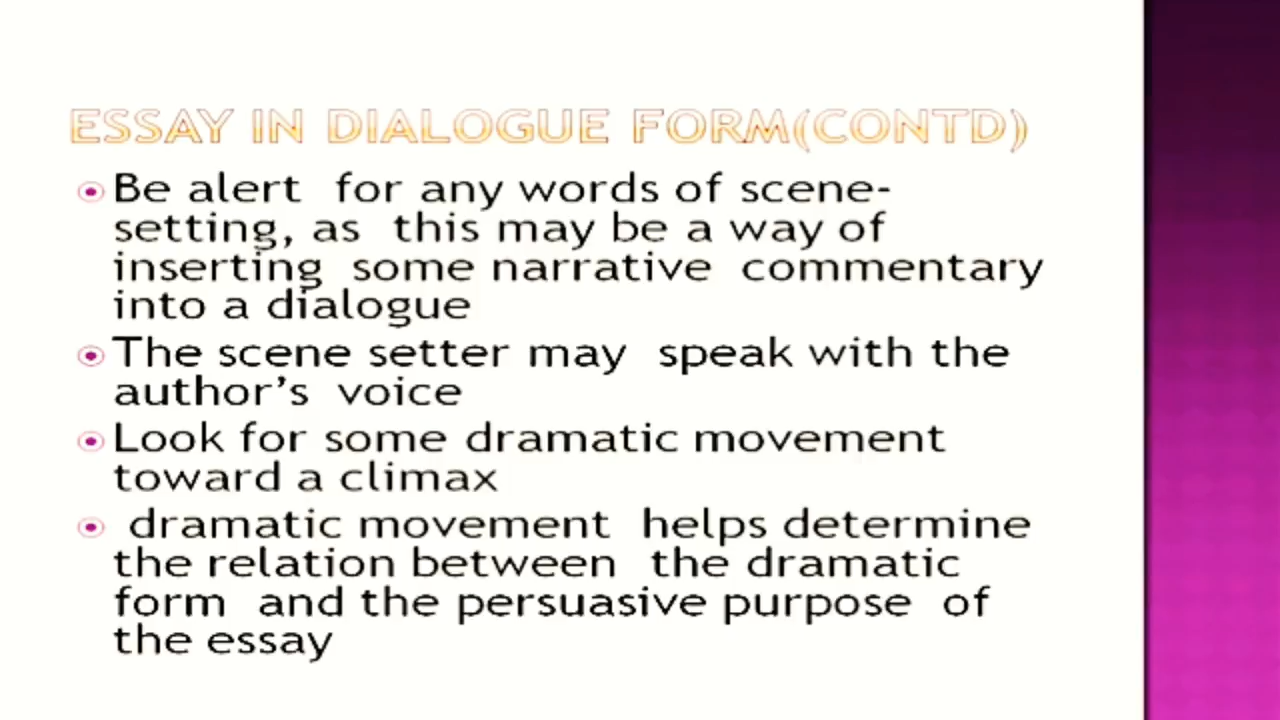 ESSAY IN DIALOGUE FORM(CONTD)
Be alert for any words of scene-
setting, as this may be a way of
inserting some narrative commentary
into a dialogue
The scene setter may speak with the
author’s voice
Look for some dramatic movement
toward a climax
dramatic movement helps determine
the relation between the dramatic
form and the persuasive purpose of
the essay